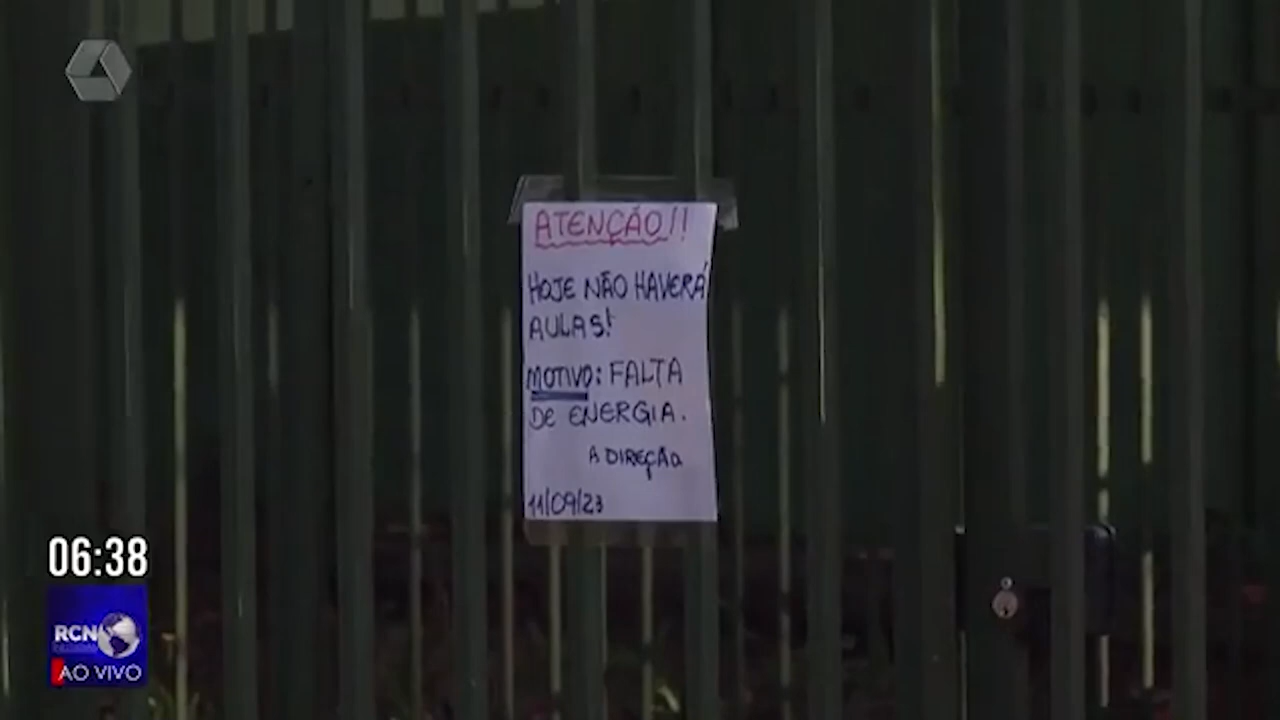 ATENÇÃO!!
HOJE NÃO HAVERÁ
AULAS!
MOTIVO: FALTA
DE ENERGIA.
A DIREÇÃO
11/09/23
06:38
RCN
AO VIVO